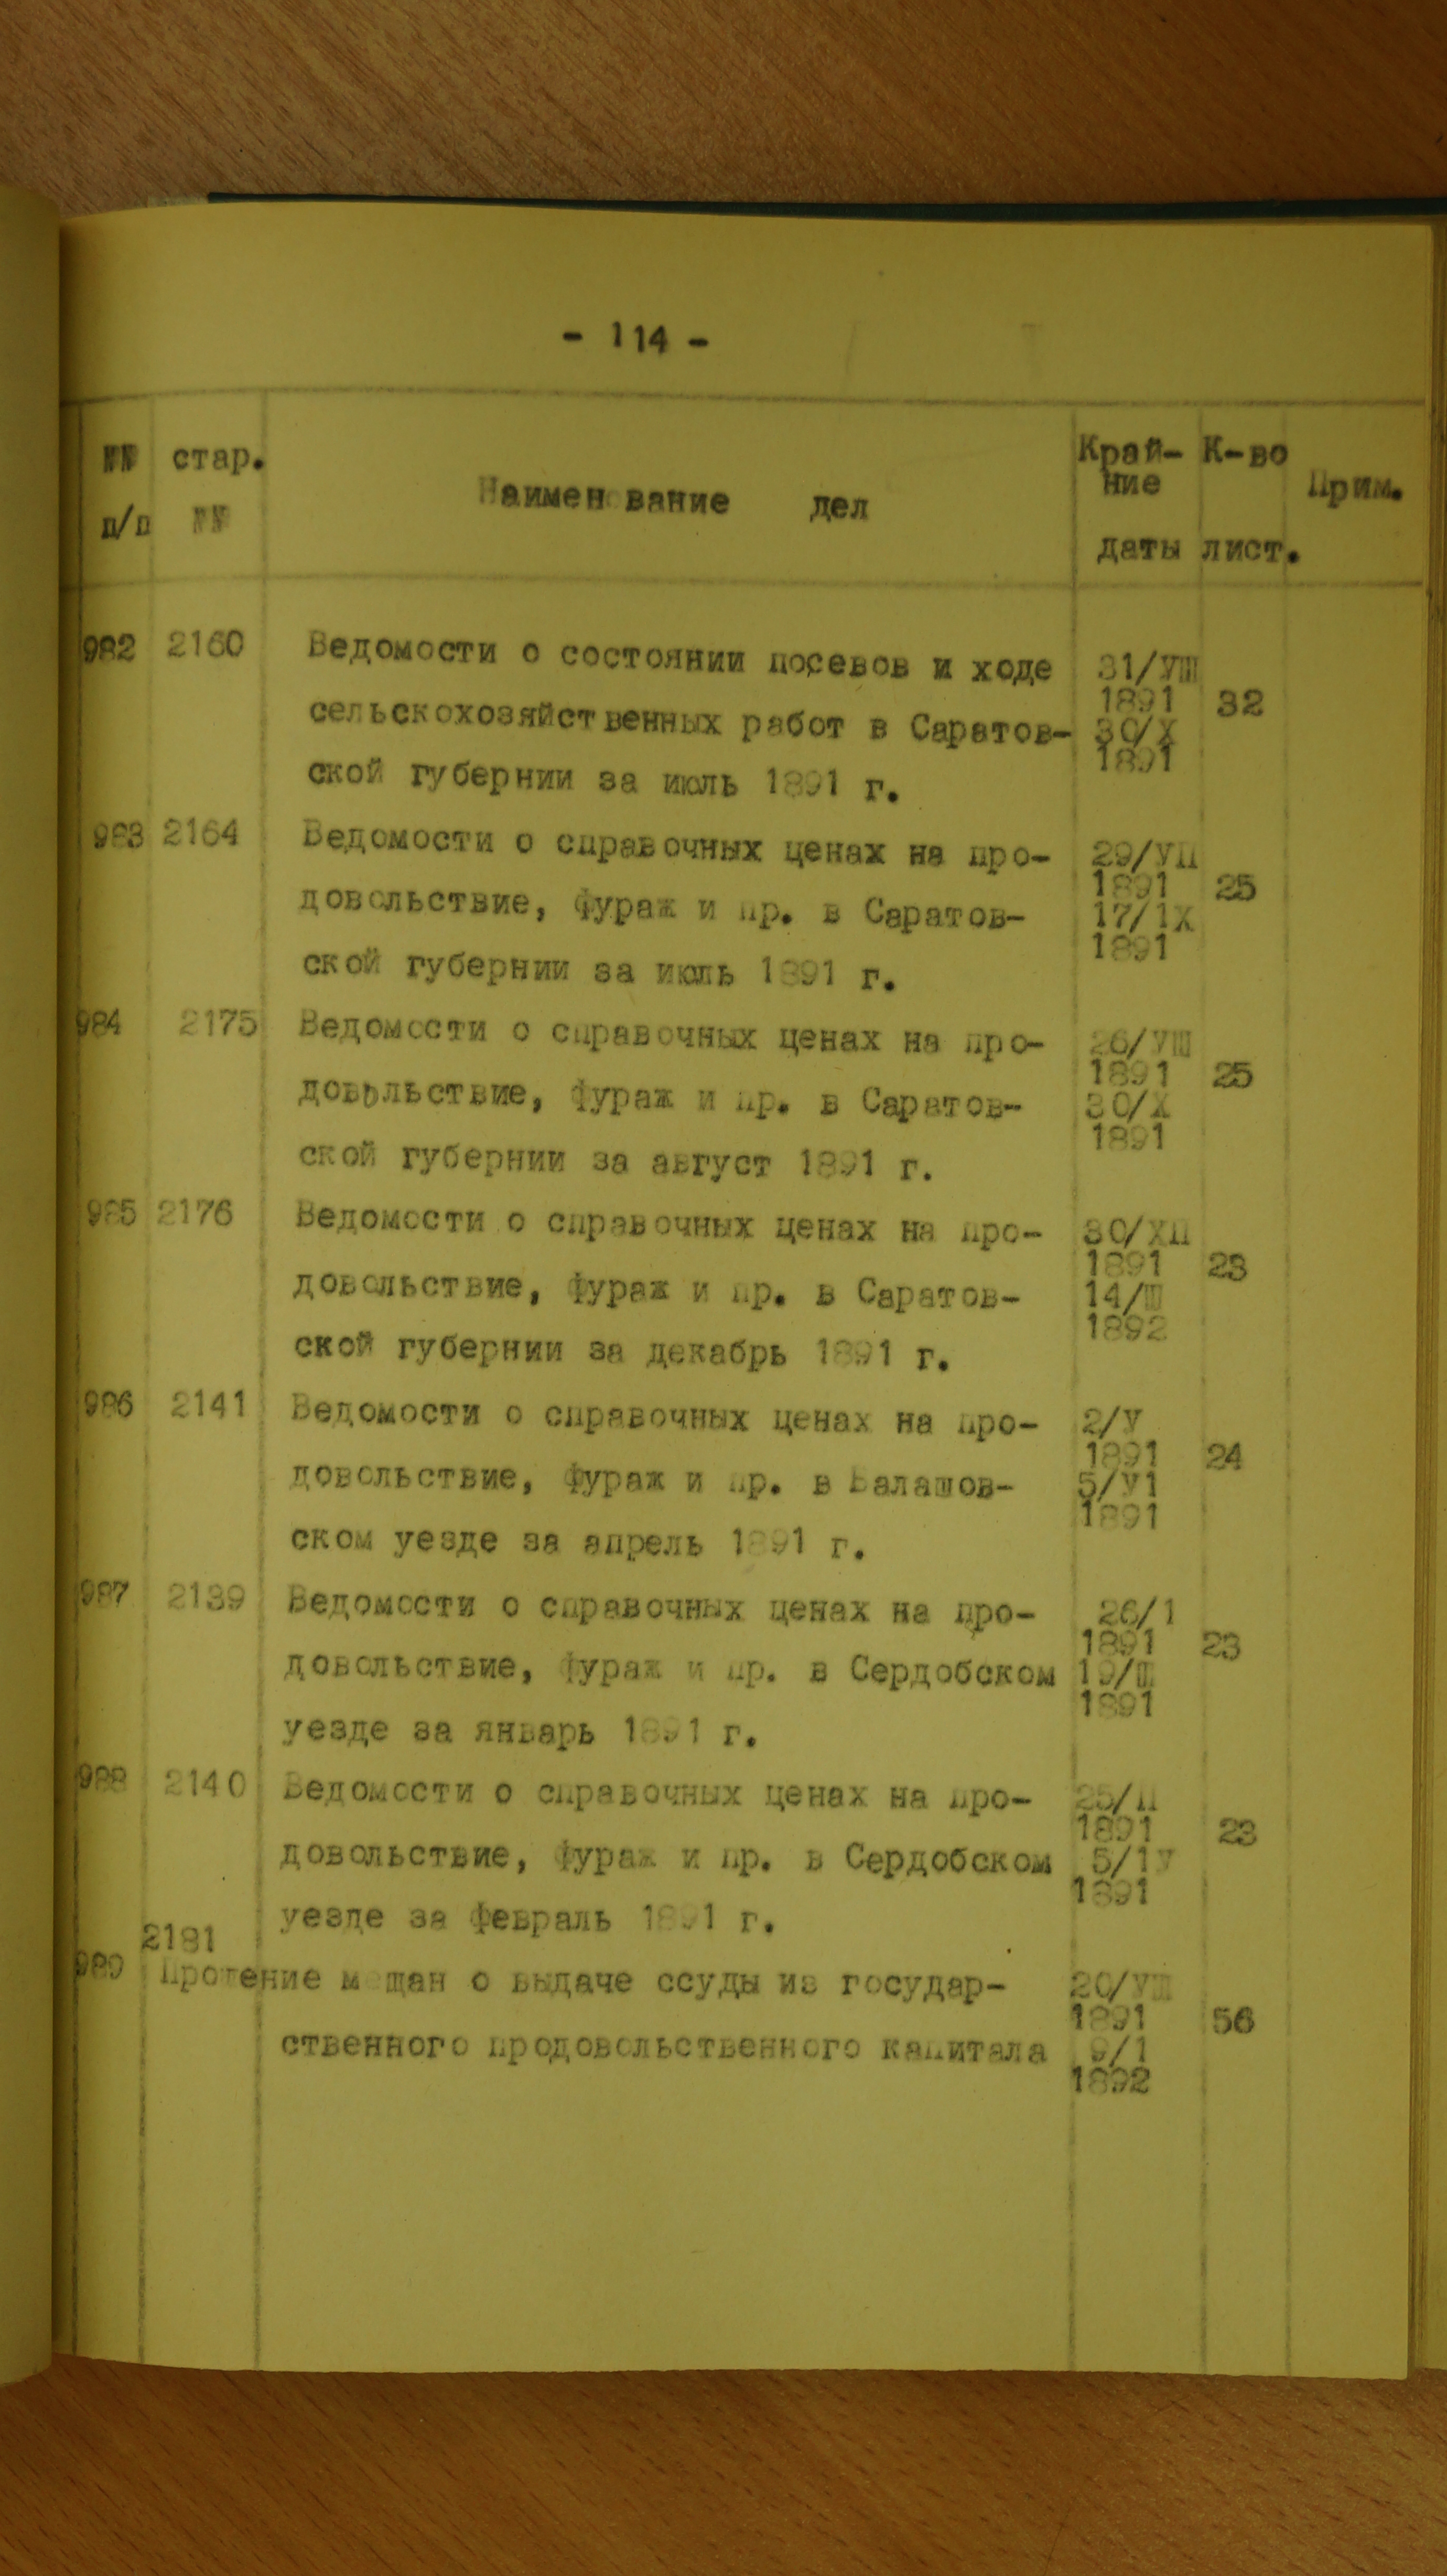 - 114 -
№№ стар. Край- К-во
Наименование дел ние Прим.
п/п №№ даты лист.
982 2160 Ведомости о состоянии посевов и ходе 31/УШ
1891 32
сельскохозяйственных работ в Саратов- 30/Х
1891
ской губернии за июль 1891 г.
983 2164 Ведомости о справочных ценах на про- 29/УП
1891 25
довольствие, фураж и пр. в Саратов- 17/1Х
1891
ской губернии за июль 1891 г.
984 2175 Ведомости о справочных ценах на про- 26/УШ
1891 25
довольствие, фураж и пр. в Саратов- 30/Х
1891
ской губернии за август 1891 г.
985 2176 Ведомости о справочных ценах на про- 30/ХП
1891 23
довольствие, фураж и пр. в Саратов- 14/Ш
1892
ской губернии за декабрь 1891 г.
986 2141 Ведомости о справочных ценах на про- 2/У
1891 24
довольствие, фураж и пр. в Балашов- 5/У1
1891
ском уезде за апрель 1891 г.
987 2139 Ведомости о справочных ценах на про- 26/1
1891 23
довольствие, фураж и пр. в Сердобском 19/Ш
1891
уезде за январь 1891 г.
988 2140 Ведомости о справочных ценах на про- 25/П
1891 23
довольствие, фураж и пр. в Сердобском 5/1У
1891
уезде за февраль 1891 г.
2181
989 мещан о выдаче ссуды из государ- 20/УШ
1891 56
ственного продовольственного капитала 9/1
1892